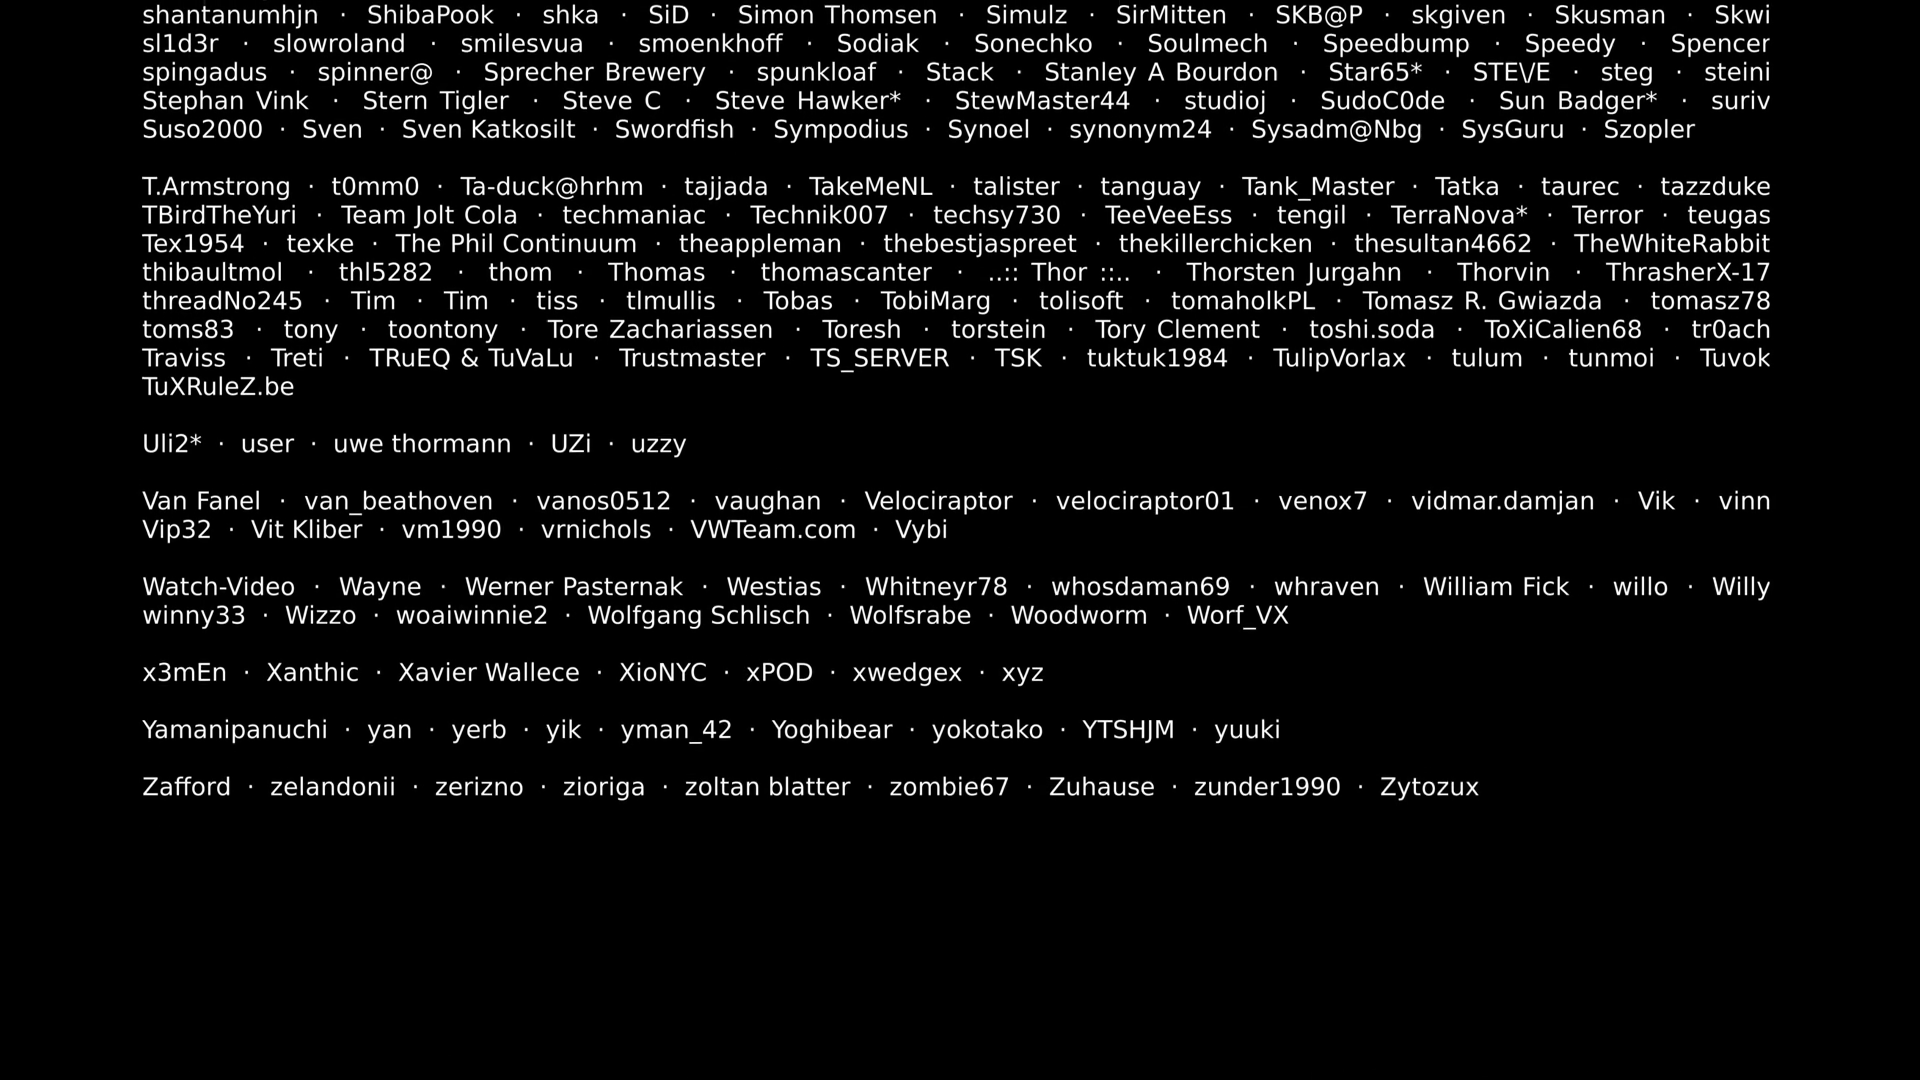 shantanumhjn · ShibaPook · shka · SiD · Simon Thomsen · Simulz · SirMitten · SKB@P · skgiven · Skusman · Skwi
sl1d3r · slowroland · smilesvua · smoenkhoff · Sodiak · Sonechko · Soulmech · Speedbump · Speedy · Spencer
spingadus · spinner@ · Sprecher Brewery · spunkloaf · Stack · Stanley A Bourdon · Star65* · STE\/E · steg · steini
Stephan Vink · Stern Tigler · Steve C · Steve Hawker* · StewMaster44 · studioj · SudoC0de · Sun Badger* · suriv
Suso2000 · Sven · Sven Katkosilt · Swordfish · Sympodius · Synoel · synonym24 · Sysadm@Nbg · SysGuru · Szopler
T.Armstrong · t0mm0 · Ta-duck@hrhm · tajjada · TakeMeNL · talister · tanguay · Tank_Master · Tatka · taurec · tazzduke
TBirdTheYuri · Team Jolt Cola · techmaniac · Technik007 · techsy730 · TeeVeeEss · tengil · TerraNova* · Terror · teugas
Tex1954 · texke · The Phil Continuum · theappleman · thebestjaspreet · thekillerchicken · thesultan4662 · TheWhiteRabbit
thibaultmol · thl5282 · thom · Thomas · thomascanter · ..:: Thor ::.. · Thorsten Jurgahn · Thorvin · ThrasherX-17
threadNo245 · Tim · Tim · tiss · tlmullis · Tobas · TobiMarg · tolisoft · tomaholkPL · Tomasz R. Gwiazda · tomasz78
toms83 · tony · toontony · Tore Zachariassen · Toresh · torstein · Tory Clement · toshi.soda · ToXiCalien68 · tr0ach
Traviss · Treti · TRuEQ & TuVaLu · Trustmaster · TS_SERVER · TSK · tuktuk1984 · TulipVorlax · tulum · tunmoi · Tuvok
TuXRuleZ.be
Uli2* · user · uwe thormann · UZi · uzzy
Van Fanel · van_beathoven · vanos0512 · vaughan · Velociraptor · velociraptor01 · venox7 · vidmar.damjan · Vik · vinn
Vip32 · Vit Kliber · vm1990 · vrnichols · VWTeam.com · Vybi
Watch-Video · Wayne · Werner Pasternak · Westias · Whitneyr78 · whosdaman69 · whraven · William Fick · willo · Willy
winny33 · Wizzo · woaiwinnie2 · Wolfgang Schlisch · Wolfsrabe · Woodworm · Worf_VX
x3mEn · Xanthic · Xavier Wallece · XioNYC · xPOD · xwedgex · xyz
Yamanipanuchi · yan · yerb · yik · yman_42 · Yoghibear · yokotako · YTSHJM · yuuki
Zafford · zelandonii · zerizno · zioriga · zoltan blatter · zombie67 · Zuhause · zunder1990 · Zytozux